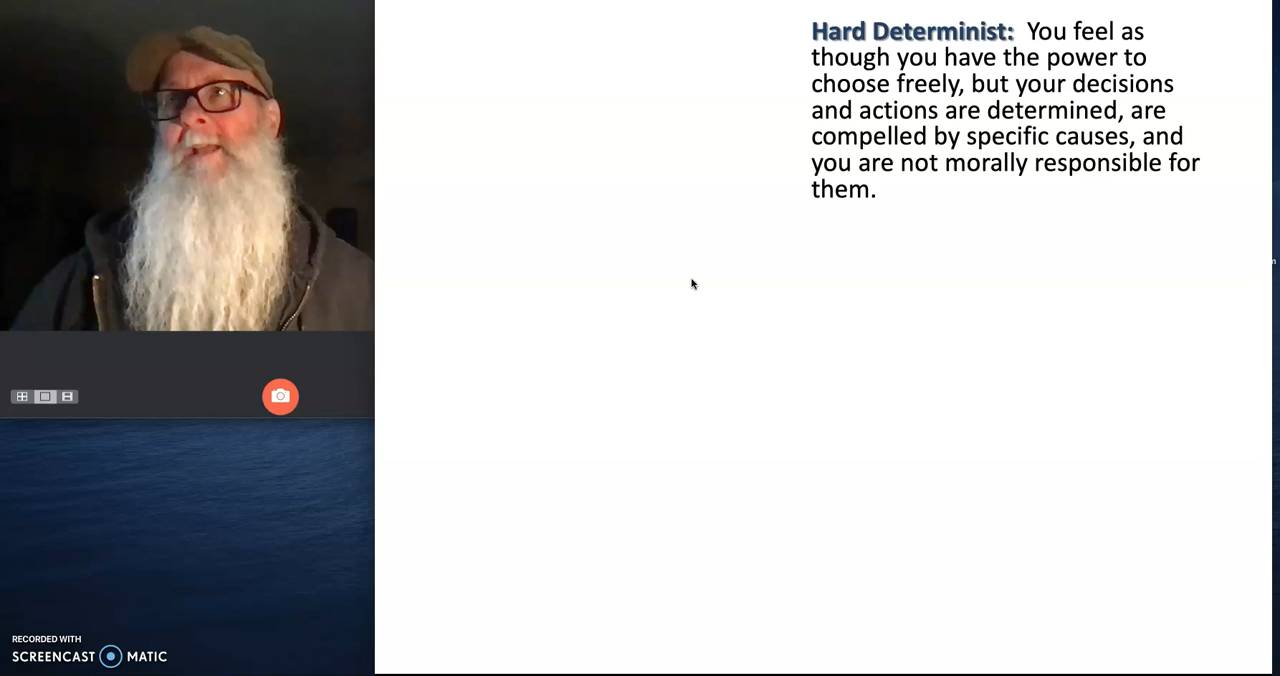 Hard Determinist: You feel as
though you have the power to
choose freely, but your decisions
and actions are determined, are
compelled by specific causes, and
you are not morally responsible for
them.
RECORDED WITH
SCREENCAST MATIC